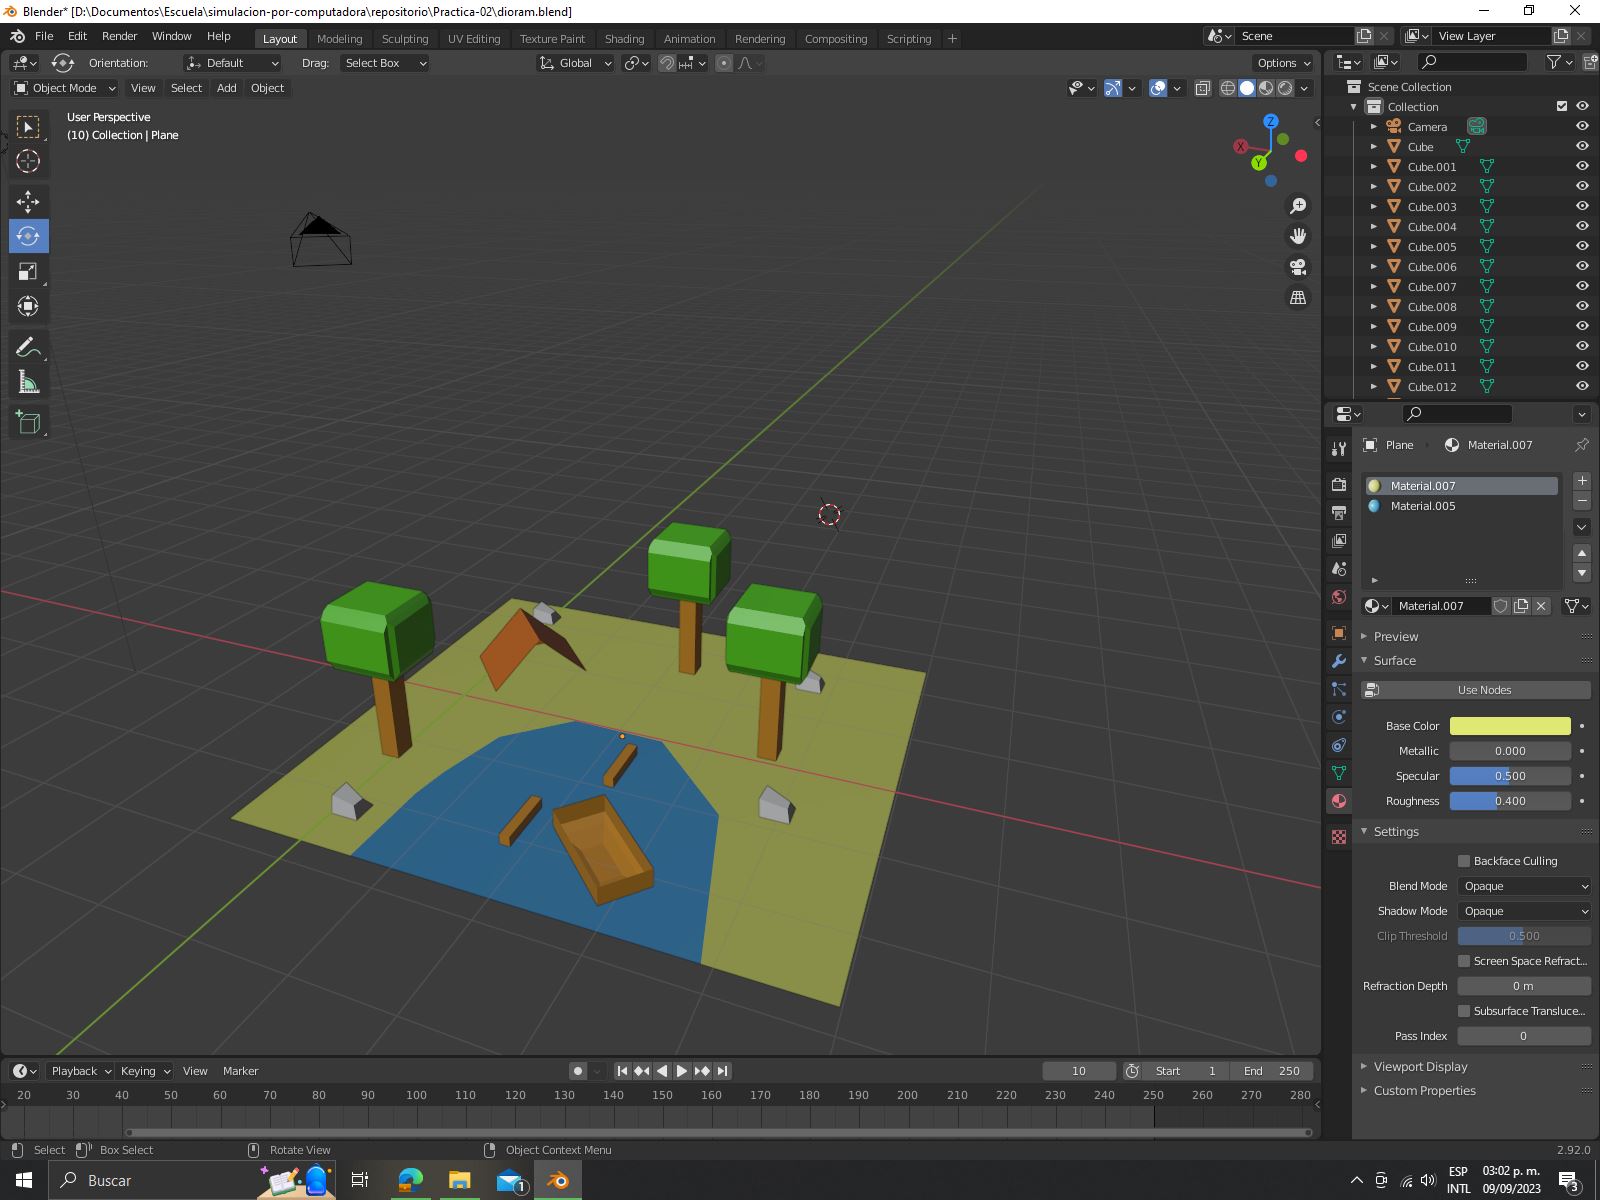 Blender* [D:\Documentos\Escuela\simulacion-por-computadora\repositorio\Practica-02\dioram.blend]
File Edit Render Window Help Layout Modeling Sculpting UV Editing Texture Paint Shading Animation Rendering Compositing Scripting + Scene View Layer
Orientation: Default Drag: Select Box Global Options
Object Mode View Select Add Object
User Perspective
(10) Collection | Plane
Z
X
Y
Scene Collection
Collection
Camera
Cube
Cube.001
Cube.002
Cube.003
Cube.004
Cube.005
Cube.006
Cube.007
Cube.008
Cube.009
Cube.010
Cube.011
Cube.012
Plane Material.007
Material.007
Material.005
Material.007
Preview
Surface
Use Nodes
Base Color
Metallic 0.000
Specular 0.500
Roughness 0.400
Settings
Backface Culling
Blend Mode Opaque
Shadow Mode Opaque
Clip Threshold 0.500
Screen Space Refract...
Refraction Depth 0 m
Subsurface Transluce...
Pass Index 0
Viewport Display
Custom Properties
Playback Keying View Marker 10 Start 1 End 250
20 30 40 50 60 70 80 90 100 110 120 130 140 150 160 170 180 190 200 210 220 230 240 250 260 270 280
Select Box Select Rotate View Object Context Menu 2.92.0
Buscar 1 ESP INTL 03:02 p. m. 09/09/2023 3